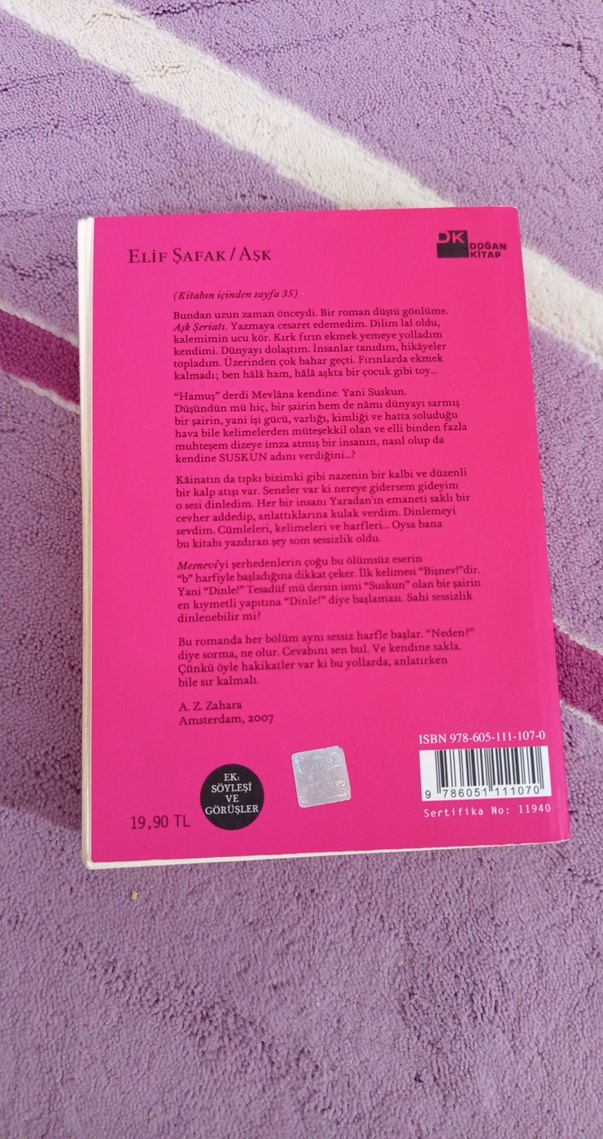 ELİF ŞAFAK / AŞK
DK DOĞAN
KİTAP
(Kitabın içinden sayfa 35)
Bundan uzun zaman önceydi. Bir roman düştü gönlüme.
Aşk Şeriatı. Yazmaya cesaret edemedim. Dilim lal oldu,
kalemimin ucu kör. Kırk fırın ekmek yemeye yolladım
kendimi. Dünyayı dolaştım. İnsanlar tanıdım, hikâyeler
topladım. Üzerinden çok bahar geçti. Fırınlarda ekmek
kalmadı; ben hâlâ ham, hâlâ aşkta bir çocuk gibi toy...
“Hamuş” derdi Mevlâna kendine. Yani Suskun.
Düşündün mü hiç, bir şairin hem de nâmı dünyayı sarmış
bir şairin, yani işi gücü, varlığı, kimliği ve hatta soluduğu
hava bile kelimelerden müteşekkil olan ve elli binden fazla
muhteşem dizeye imza atmış bir insanın, nasıl olup da
kendine SUSKUN adını verdiğini...?
Kâinatın da tıpkı bizimki gibi nazenin bir kalbi ve düzenli
bir kalp atışı var. Seneler var ki nereye gidersem gideyim
o sesi dinledim. Her bir insanı Yaradan'ın emaneti saklı bir
cevher addedip, anlattıklarına kulak verdim. Dinlemeyi
sevdim. Cümleleri, kelimeleri ve harfleri... Oysa bana
bu kitabı yazdıran şey som sessizlik oldu.
Mesnevi'yi şerhedenlerin çoğu bu ölümsüz eserin
“b” harfiyle başladığına dikkat çeker. İlk kelimesi “Bişnev!”dir.
Yani “Dinle!” Tesadüf mü dersin ismi “Suskun” olan bir şairin
en kıymetli yapıtına “Dinle!” diye başlaması. Sahi sessizlik
dinlenebilir mi?
Bu romanda her bölüm aynı sessiz harfle başlar. “Neden?”
diye sorma, ne olur. Cevabını sen bul. Ve kendine sakla.
Çünkü öyle hakikatler var ki bu yollarda, anlatırken
bile sır kalmalı.
A. Z. Zahara
Amsterdam, 2007
ISBN 978-605-111-107-0
9 786051 111070
Sertifika No: 11940
EK:
SÖYLEŞİ
VE
GÖRÜŞLER
19,90 TL